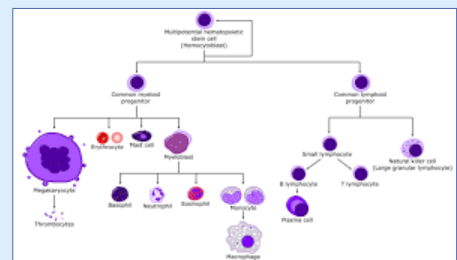 Multipotential hematopoietic
stem cell
(Hemocytoblast)
Common myeloid
progenitor
Common lymphoid
progenitor
Erythrocyte
Mast cell
Myeloblast
Small lymphocyte
Natural killer cell
(Large granular lymphocyte)
Megakaryocyte
B lymphocyte
T lymphocyte
Basophil
Neutrophil
Eosinophil
Monocyte
Plasma cell
Thrombocytes
Macrophage